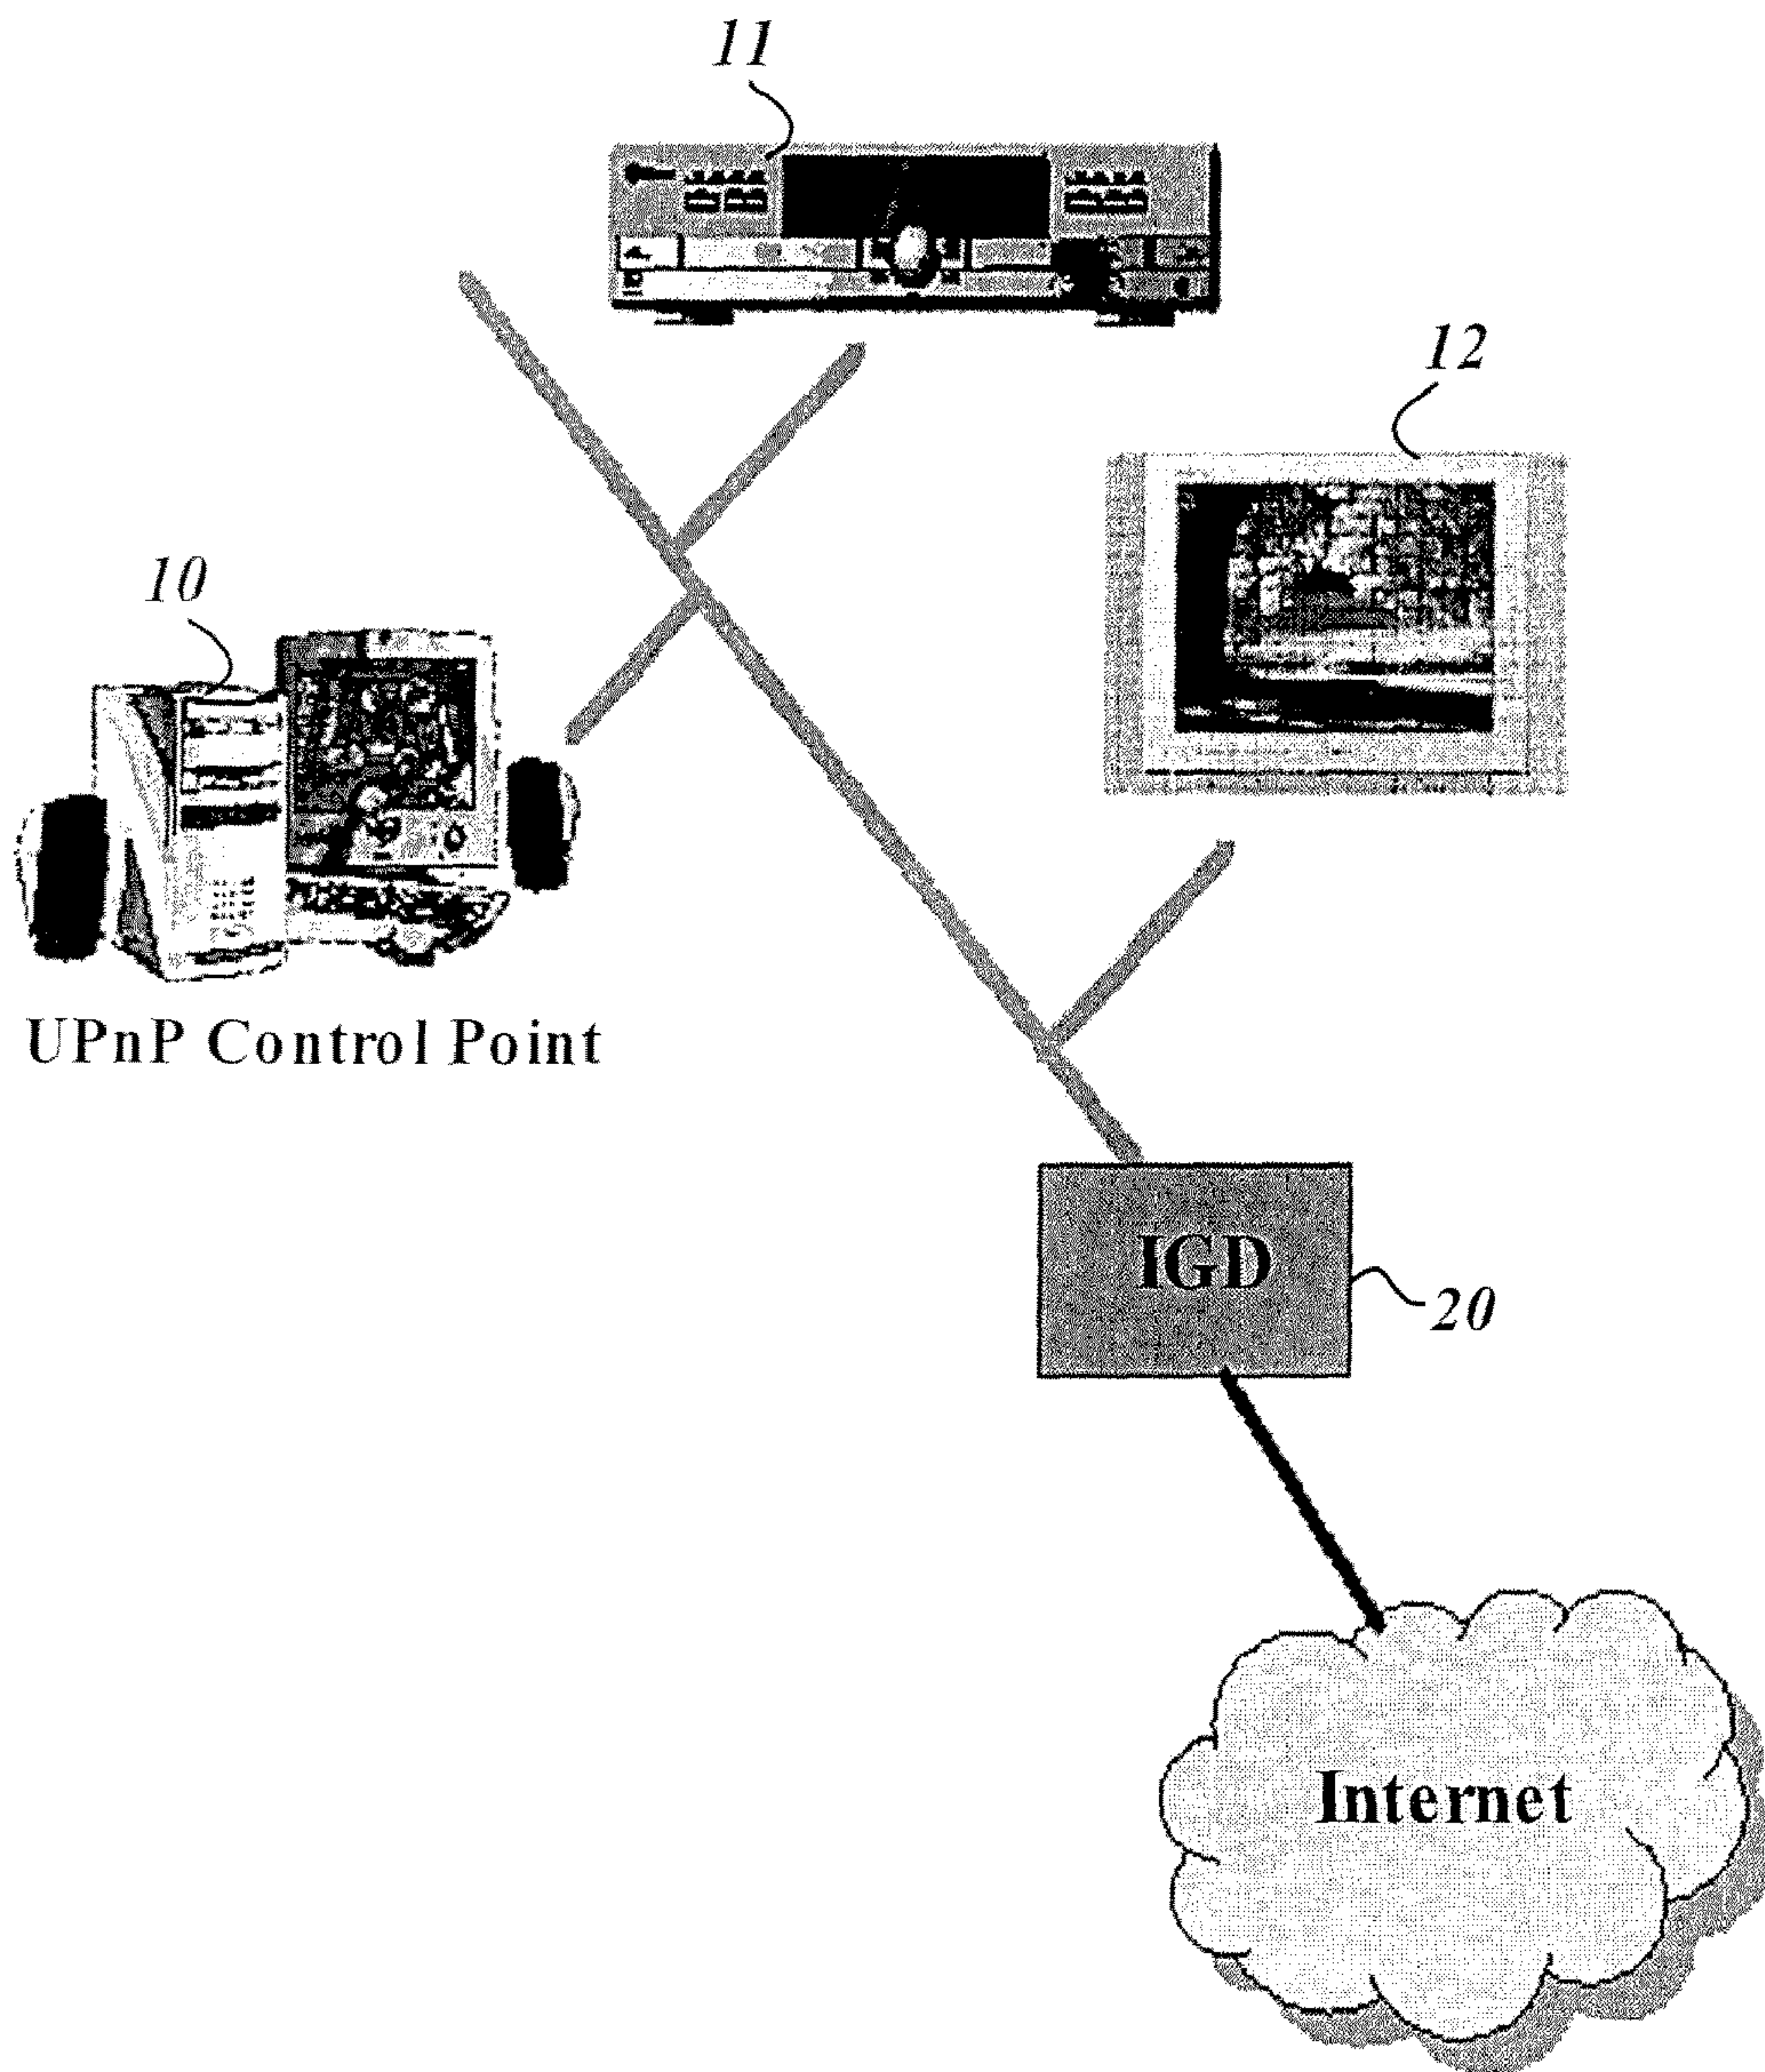 11
12
10
UPnP Control Point
IGD
20
Internet